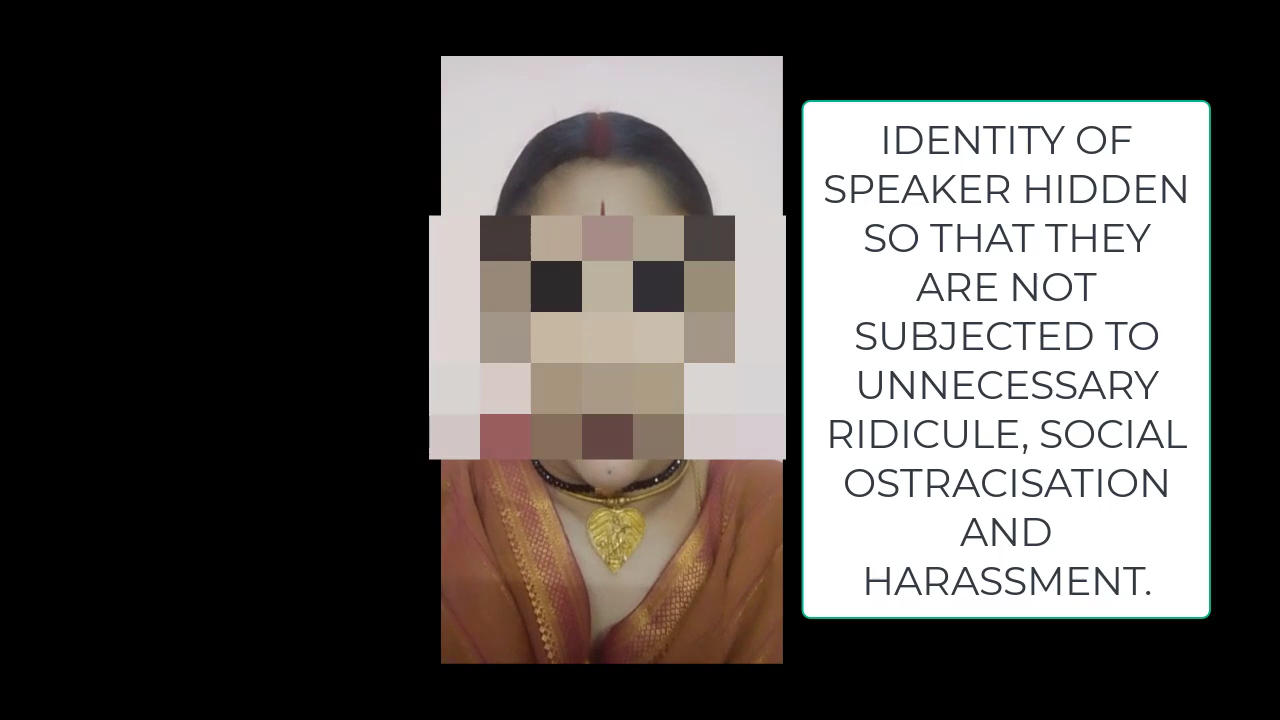 IDENTITY OF
SPEAKER HIDDEN
SO THAT THEY
ARE NOT
SUBJECTED TO
UNNECESSARY
RIDICULE, SOCIAL
OSTRACISATION
AND
HARASSMENT.